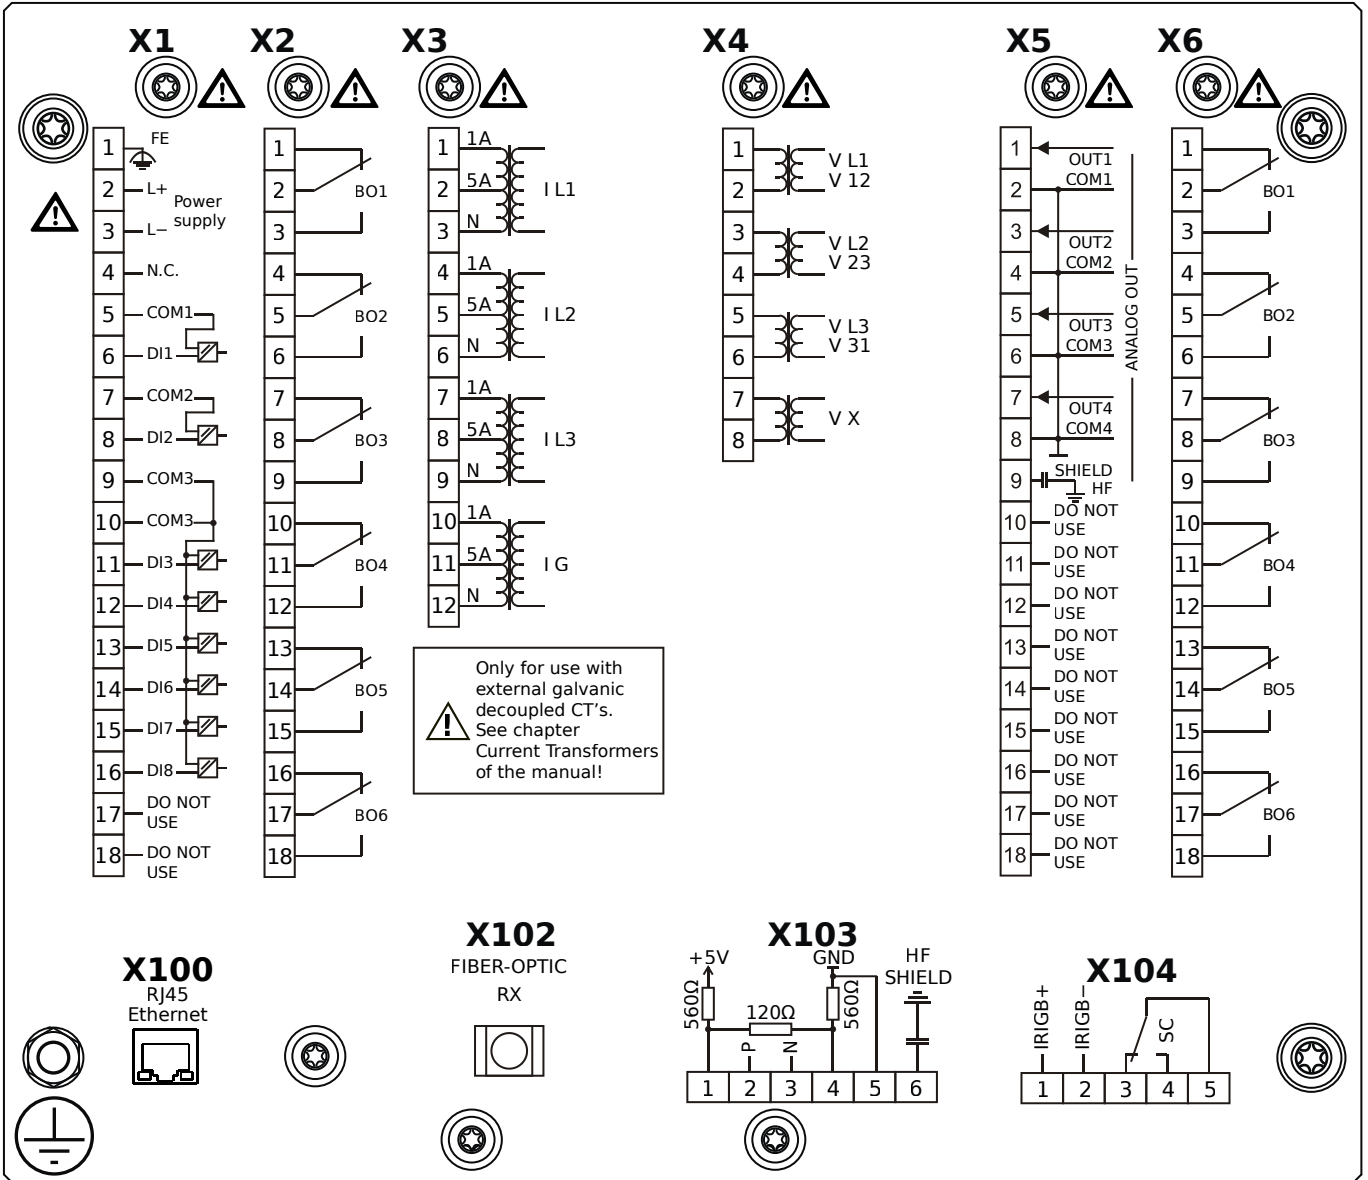 X1
X2
X3
X4
X5
X6
1
FE
2
L+
Power
supply
3
L−
4
N.C.
5
COM1
6
DI1
7
COM2
8
DI2
9
COM3
10
COM3
11
DI3
12
DI4
13
DI5
14
DI6
15
DI7
16
DI8
17
DO NOT
USE
18
DO NOT
USE
1
2
BO1
3
4
5
BO2
6
7
8
BO3
9
10
11
BO4
12
13
14
BO5
15
16
17
BO6
18
1
1A
2
5A
I L1
3
N
4
1A
5
5A
I L2
6
N
7
1A
8
5A
I L3
9
N
10
1A
11
5A
I G
12
N
Only for use with
external galvanic
decoupled CT's.
See chapter
Current Transformers
of the manual!
1
V L1
2
V 12
3
V L2
4
V 23
5
V L3
6
V 31
7
V X
8
1
OUT1
2
COM1
3
OUT2
4
COM2
5
OUT3
6
COM3
7
OUT4
8
COM4
ANALOG OUT
9
SHIELD
HF
10
DO NOT
USE
11
DO NOT
USE
12
DO NOT
USE
13
DO NOT
USE
14
DO NOT
USE
15
DO NOT
USE
16
DO NOT
USE
17
DO NOT
USE
18
DO NOT
USE
1
2
BO1
3
4
5
BO2
6
7
8
BO3
9
10
11
BO4
12
13
14
BO5
15
16
17
BO6
18
X100
RJ45
Ethernet
X102
FIBER-OPTIC
RX
X103
+5V
GND
HF
SHIELD
560Ω
120Ω
560Ω
P
N
1
2
3
4
5
6
X104
IRIGB+
IRIGB−
SC
1
2
3
4
5